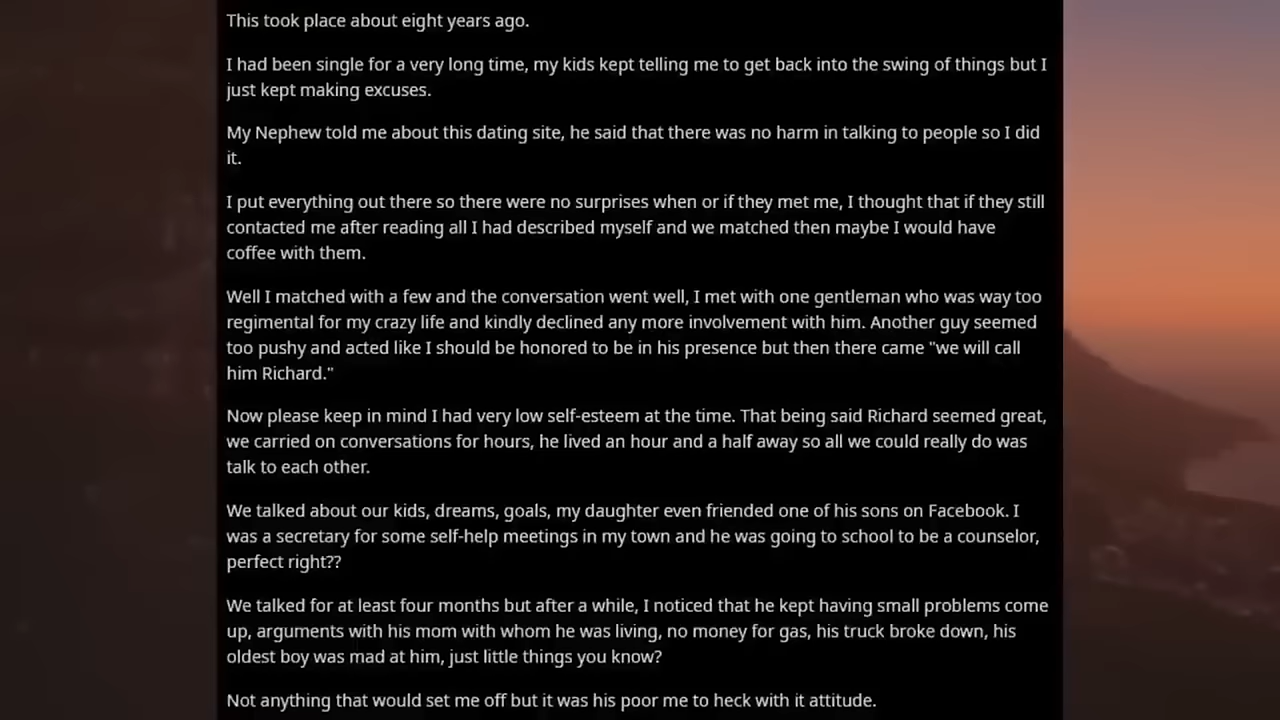 This took place about eight years ago.
I had been single for a very long time, my kids kept telling me to get back into the swing of things but I
just kept making excuses.
My Nephew told me about this dating site, he said that there was no harm in talking to people so I did
it.
I put everything out there so there were no surprises when or if they met me, I thought that if they still
contacted me after reading all I had described myself and we matched then maybe I would have
coffee with them.
Well I matched with a few and the conversation went well, I met with one gentleman who was way too
regimental for my crazy life and kindly declined any more involvement with him. Another guy seemed
too pushy and acted like I should be honored to be in his presence but then there came "we will call
him Richard."
Now please keep in mind I had very low self-esteem at the time. That being said Richard seemed great,
we carried on conversations for hours, he lived an hour and a half away so all we could really do was
talk to each other.
We talked about our kids, dreams, goals, my daughter even friended one of his sons on Facebook. I
was a secretary for some self-help meetings in my town and he was going to school to be a counselor,
perfect right??
We talked for at least four months but after a while, I noticed that he kept having small problems come
up, arguments with his mom with whom he was living, no money for gas, his truck broke down, his
oldest boy was mad at him, just little things you know?
Not anything that would set me off but it was his poor me to heck with it attitude.